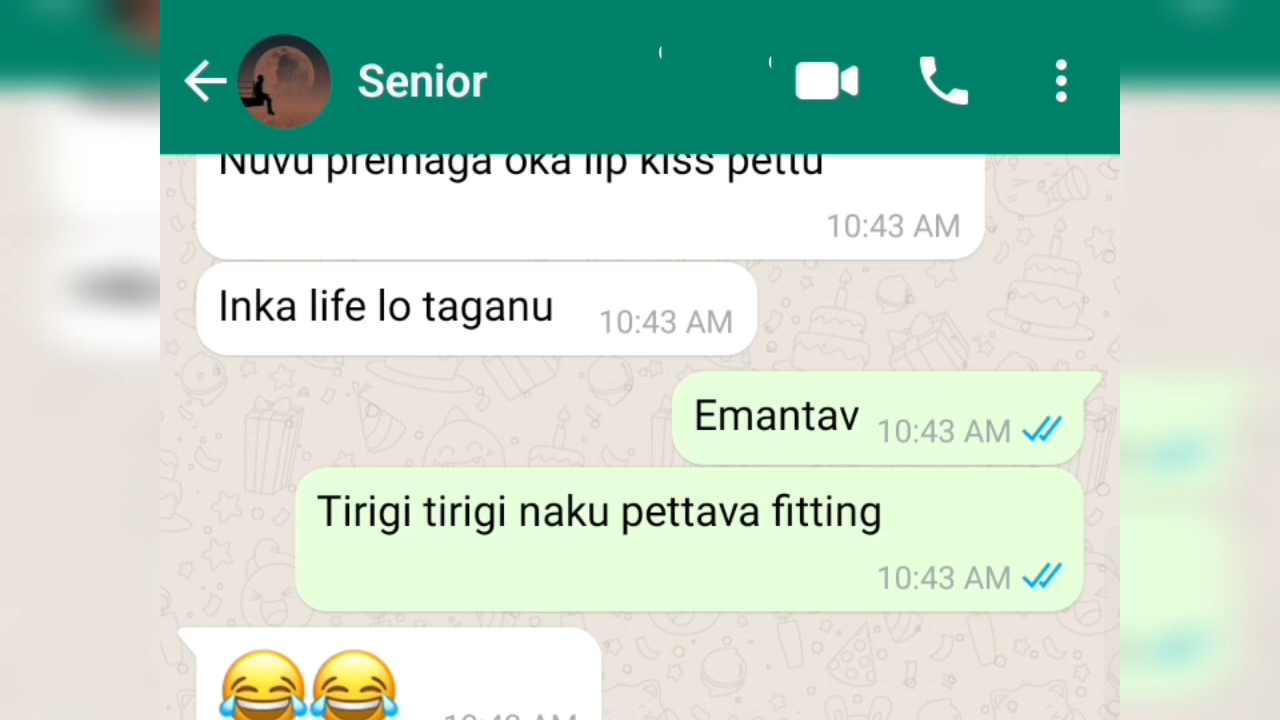 Senior
Nuvu premaga oka lip kiss pettu
10:43 AM
Inka life lo taganu 10:43 AM
Emantav 10:43 AM
Tirigi tirigi naku pettava fitting
10:43 AM
😂😂